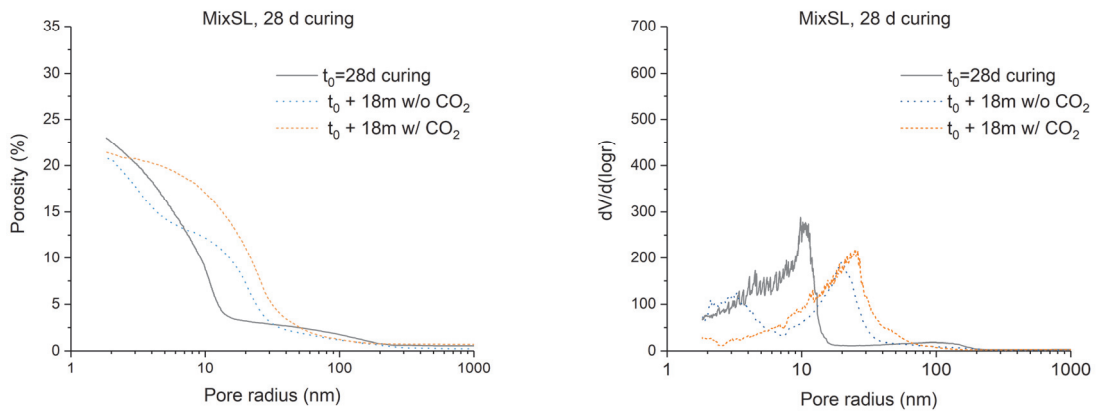 MixSL, 28 d curing
35
30
25
20
15
10
5
0
Porosity (%)
1
10
100
1000
Pore radius (nm)
t0=28d curing
t0 + 18m w/o CO2
t0 + 18m w/ CO2
MixSL, 28 d curing
700
600
500
400
300
200
100
0
dV/d(logr)
1
10
100
1000
Pore radius (nm)
t0=28d curing
t0 + 18m w/o CO2
t0 + 18m w/ CO2